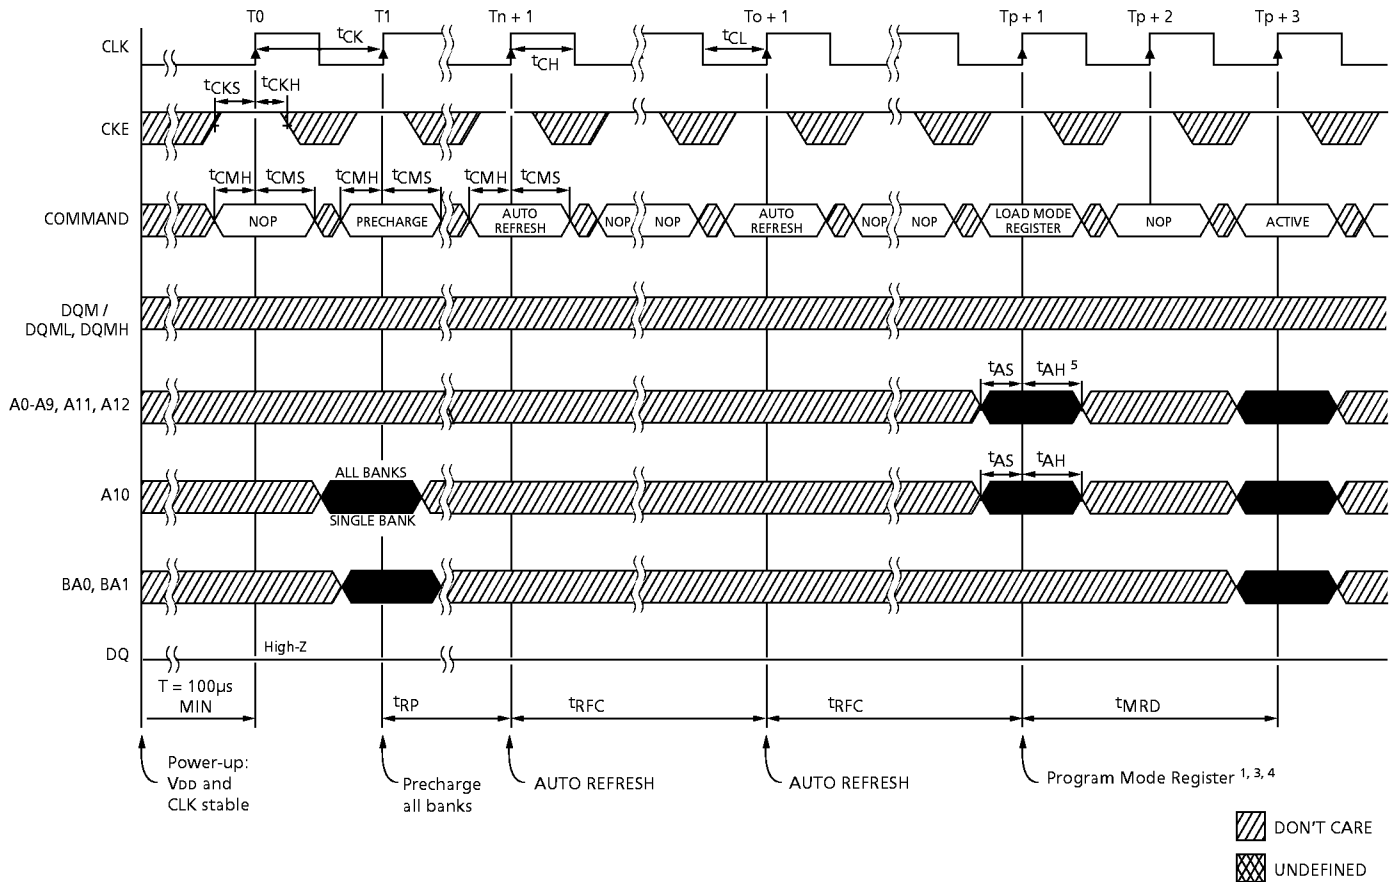 T0 T1 Tn + 1 To + 1 Tp + 1 Tp + 2 Tp + 3
CLK
tCK tCL
tCH
tCKS tCKH
CKE
tCMH tCMS tCMH tCMS tCMH tCMS
COMMAND
NOP PRECHARGE AUTO REFRESH NOP NOP AUTO REFRESH NOP NOP LOAD MODE REGISTER NOP ACTIVE
DQM /
DQML, DQMH
tAS tAH 5
A0-A9, A11, A12
tAS tAH
ALL BANKS
A10
SINGLE BANK
BA0, BA1
High-Z
DQ
T = 100µs
MIN
tRP tRFC tRFC tMRD
Power-up:
VDD and
CLK stable
Precharge
all banks
AUTO REFRESH
AUTO REFRESH
Program Mode Register 1, 3, 4
DON'T CARE
UNDEFINED